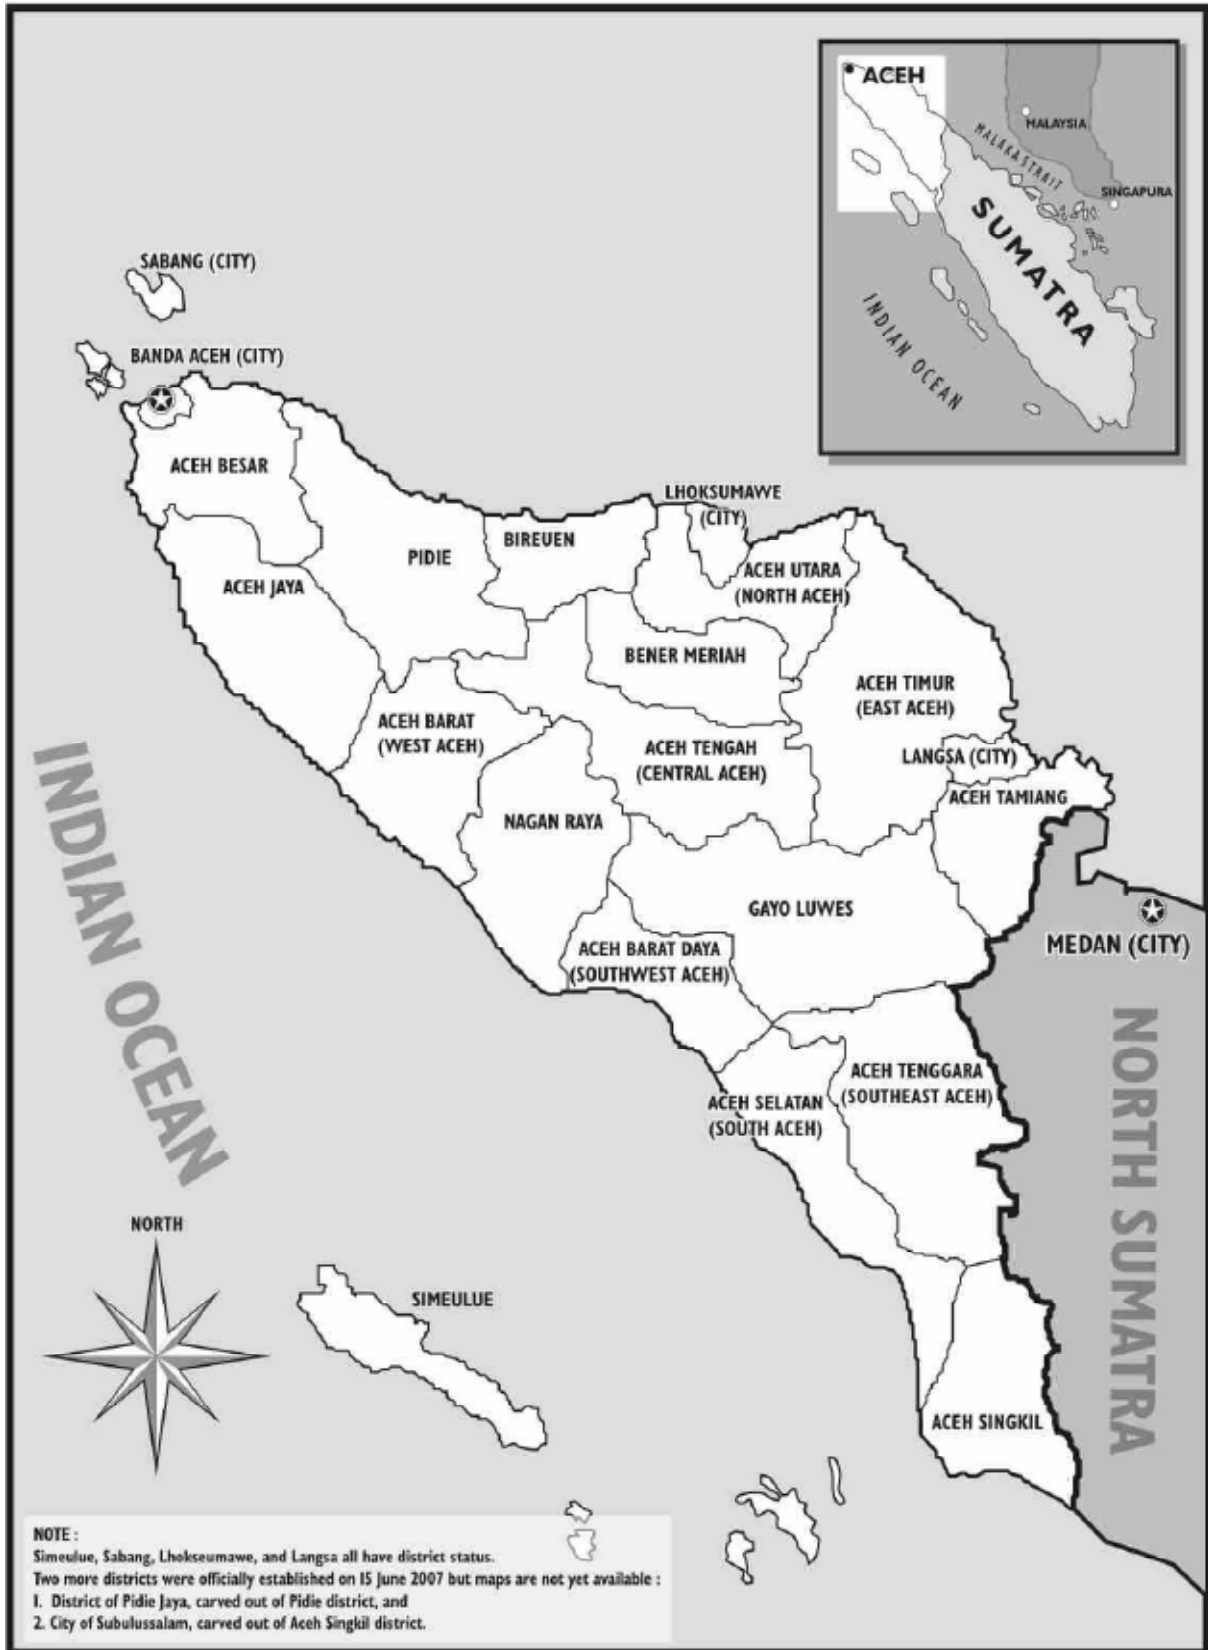 ACEH
MALAYSIA
MALAKA STRAIT
SINGAPURA
SUMATRA
INDIAN OCEAN
SABANG (CITY)
BANDA ACEH (CITY)
ACEH BESAR
LHOKSUMAWE
(CITY)
BIREUEN
PIDIE
ACEH JAYA
ACEH UTARA
(NORTH ACEH)
BENER MERIAH
ACEH TIMUR
(EAST ACEH)
ACEH BARAT
(WEST ACEH)
ACEH TENGAH
(CENTRAL ACEH)
LANGSA (CITY)
ACEH TAMIANG
NAGAN RAYA
INDIAN OCEAN
GAYO LUWES
MEDAN (CITY)
ACEH BARAT DAYA
(SOUTHWEST ACEH)
NORTH SUMATRA
ACEH TENGGARA
(SOUTHEAST ACEH)
ACEH SELATAN
(SOUTH ACEH)
NORTH
SIMEULUE
ACEH SINGKIL
NOTE :
Simeulue, Sabang, Lhokseumawe, and Langsa all have district status.
Two more districts were officially established on 15 June 2007 but maps are not yet available :
1. District of Pidie Jaya, carved out of Pidie district, and
2. City of Subulussalam, carved out of Aceh Singkil district.